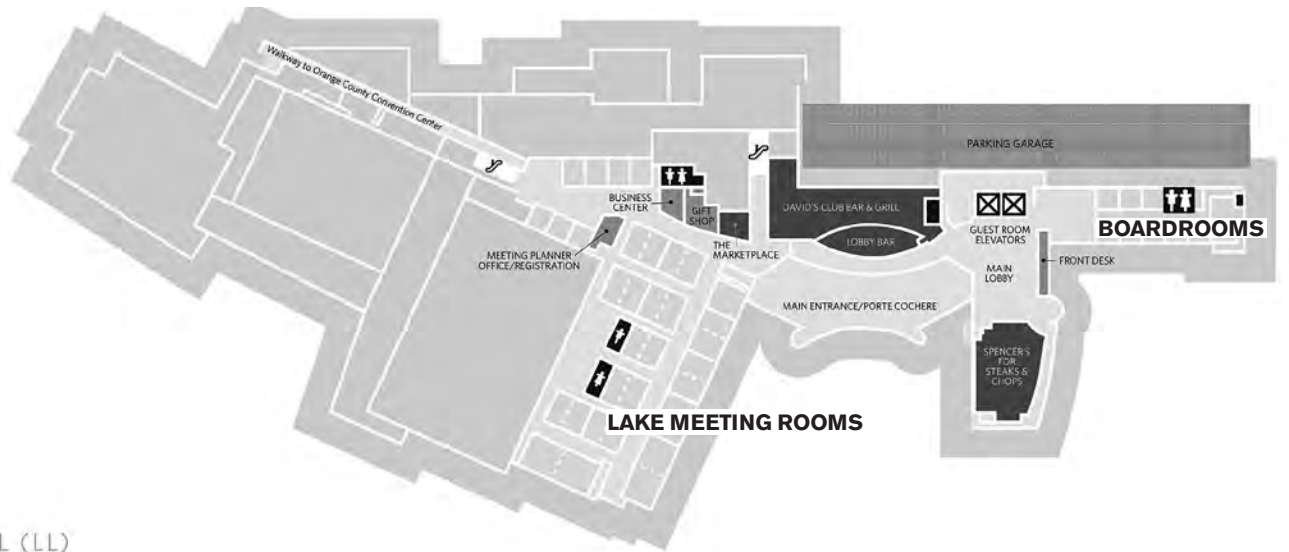 Walkway to Orange County Convention Center
PARKING GARAGE
BUSINESS
CENTER
GIFT
SHOP
DAVID'S CLUB BAR & GRILL
LOBBY BAR
GUEST ROOM
ELEVATORS
BOARDROOMS
MEETING PLANNER
OFFICE/REGISTRATION
THE
MARKETPLACE
MAIN
LOBBY
FRONT DESK
MAIN ENTRANCE/PORTE COCHERE
SPENCER'S
FOR
STEAKS &
CHOPS
LAKE MEETING ROOMS
L (LL)